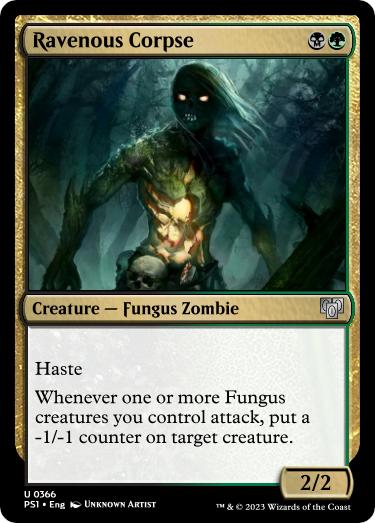 Ravenous Corpse
Creature — Fungus Zombie
Haste
Whenever one or more Fungus
creatures you control attack, put a
-1/-1 counter on target creature.
2/2
U 0366
PS1 • Eng Unknown Artist
™ & © 2023 Wizards of the Coast